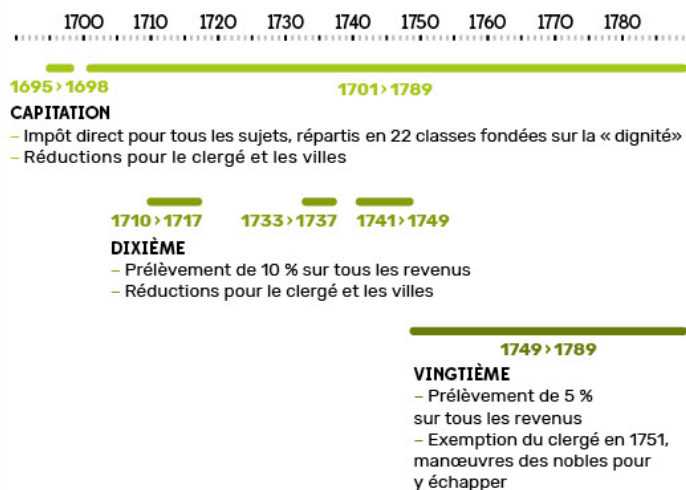 1700 1710 1720 1730 1740 1750 1760 1770 1780
1695 › 1698 1701 › 1789
CAPITATION
– Impôt direct pour tous les sujets, répartis en 22 classes fondées sur la « dignité»
– Réductions pour le clergé et les villes
1710 › 1717 1733 › 1737 1741 › 1749
DIXIÈME
– Prélèvement de 10 % sur tous les revenus
– Réductions pour le clergé et les villes
1749 › 1789
VINGTIÈME
– Prélèvement de 5 %
sur tous les revenus
– Exemption du clergé en 1751,
manœuvres des nobles pour
y échapper